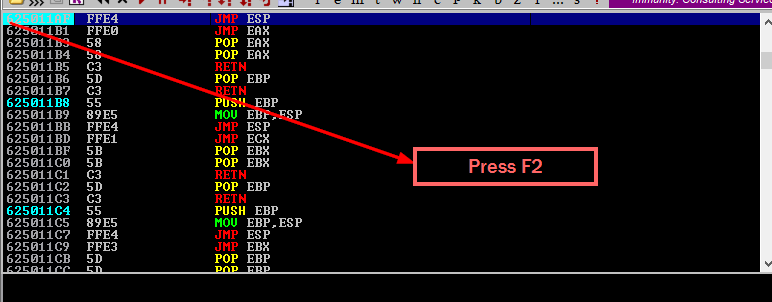 Immunity: Consulting Services
FFE4 JMP ESP
625011B1 FFE0 JMP EAX
625011B3 58 POP EAX
625011B4 58 POP EAX
625011B5 C3 RETN
625011B6 5D POP EBP
625011B7 C3 RETN
625011B8 55 PUSH EBP
625011B9 89E5 MOV EBP,ESP
625011BB FFE4 JMP ESP
625011BD FFE1 JMP ECX
625011BF 5B POP EBX
625011C0 5B POP EBX
625011C1 C3 RETN
625011C2 5D POP EBP
625011C3 C3 RETN
625011C4 55 PUSH EBP
625011C5 89E5 MOV EBP,ESP
625011C7 FFE4 JMP ESP
625011C9 FFE3 JMP EBX
625011CB 5D POP EBP
625011CC 5D POP EBP
Press F2